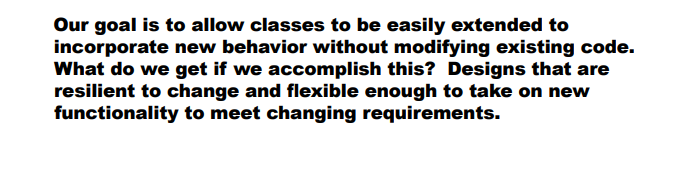 Our goal is to allow classes to be easily extended to
incorporate new behavior without modifying existing code.
What do we get if we accomplish this?  Designs that are
resilient to change and flexible enough to take on new
functionality to meet changing requirements.